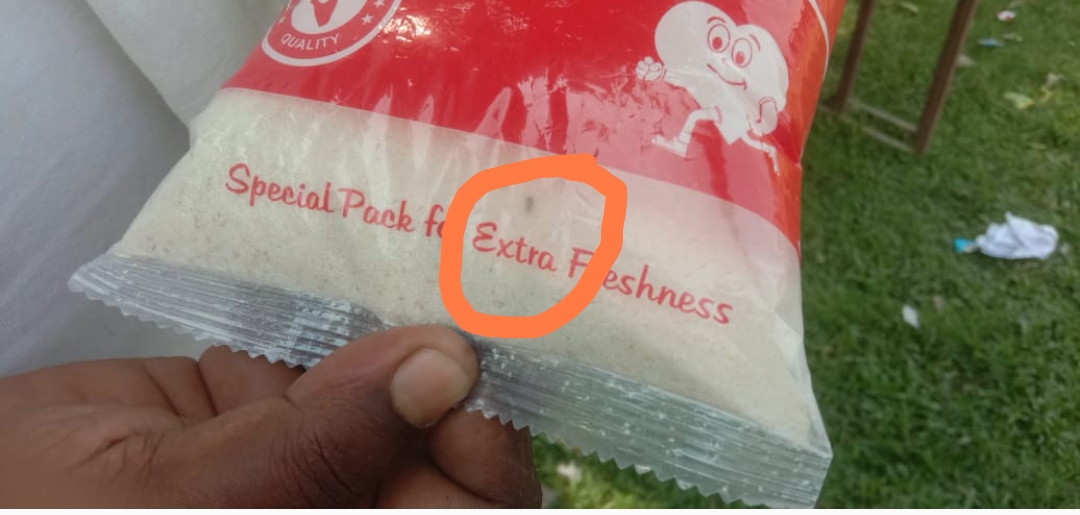 QUALITY
Special Pack for Extra Freshness